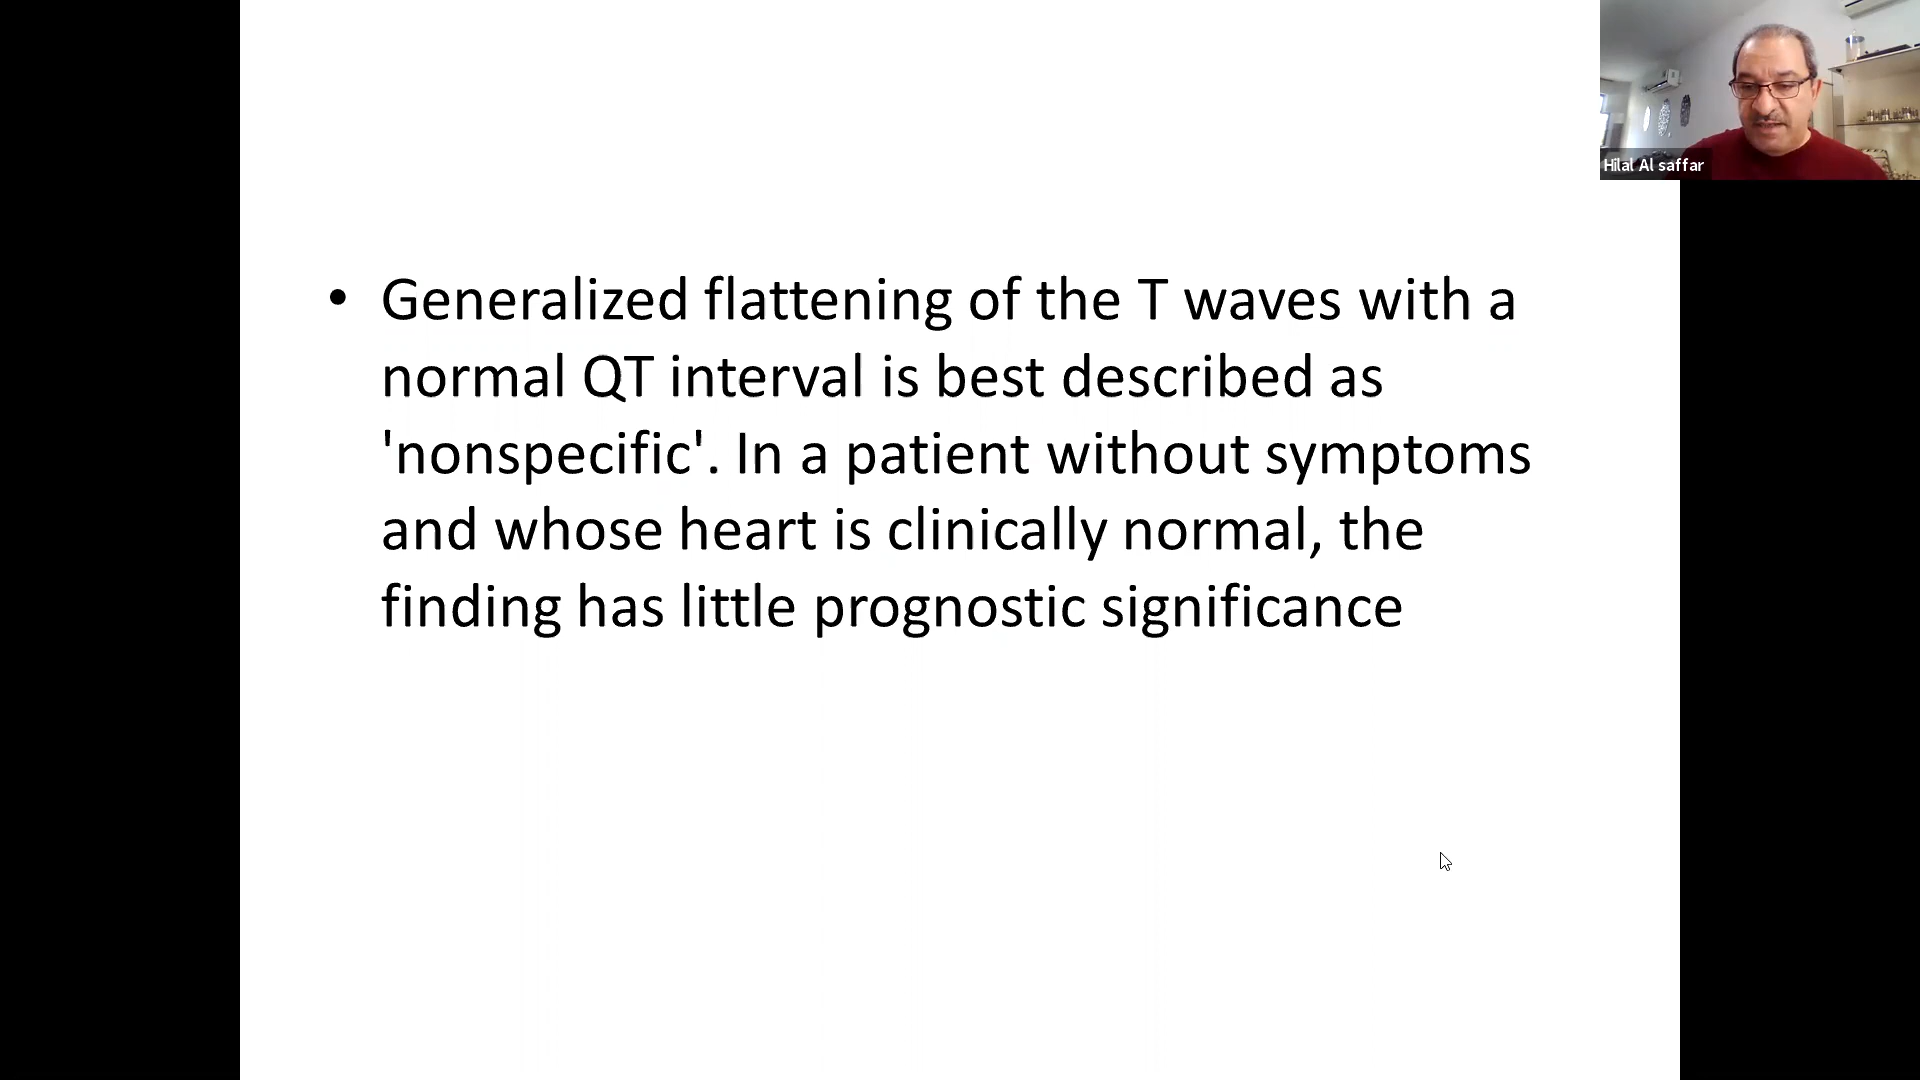 Hilal Al saffar
• Generalized flattening of the T waves with a
normal QT interval is best described as
'nonspecific'. In a patient without symptoms
and whose heart is clinically normal, the
finding has little prognostic significance